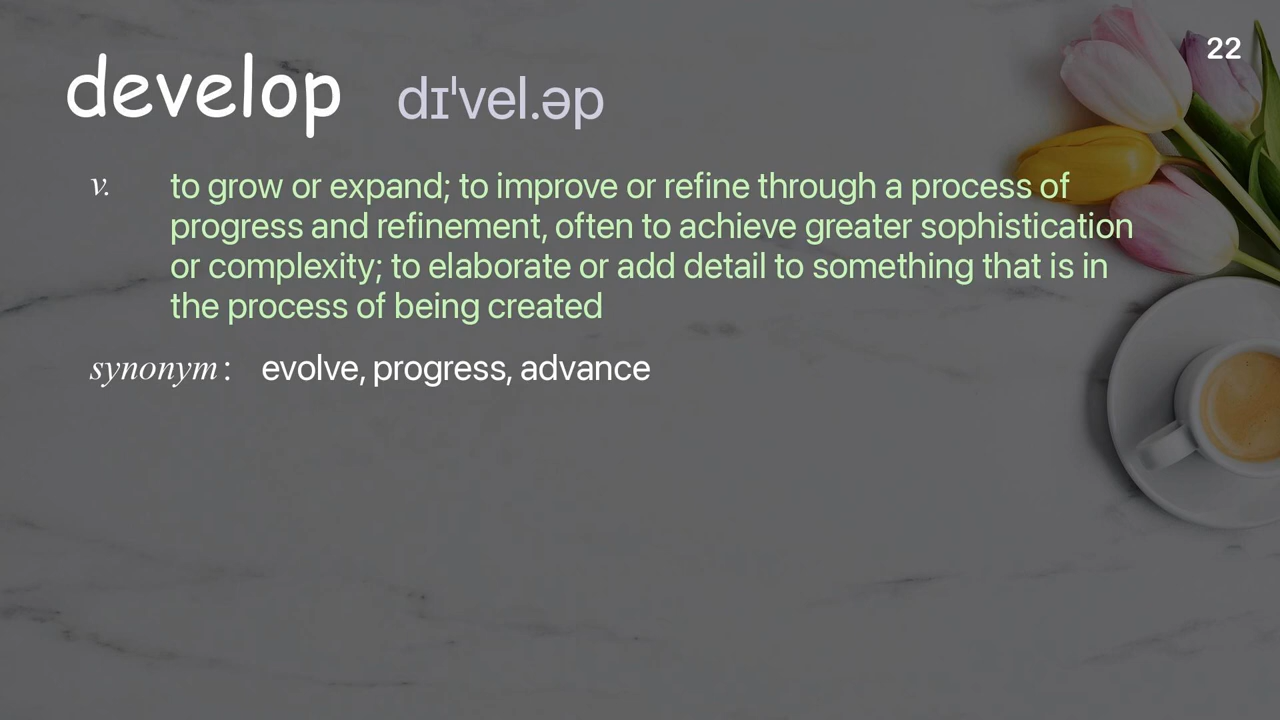 22
develop dɪˈvel.əp
v. to grow or expand; to improve or refine through a process of
progress and refinement, often to achieve greater sophistication
or complexity; to elaborate or add detail to something that is in
the process of being created
synonym: evolve, progress, advance